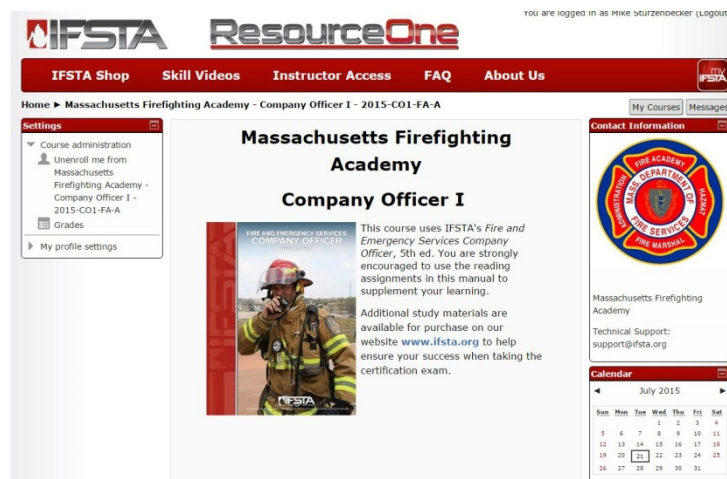 You are logged in as Mike Sturzenbecker (Logout
IFSTA
ResourceOne
IFSTA Shop Skill Videos Instructor Access FAQ About Us
my IFSTA
Home ► Massachusetts Firefighting Academy - Company Officer I - 2015-CO1-FA-A
My Courses Messages
Settings
Course administration
Unenroll me from
Massachusetts
Firefighting Academy -
Company Officer I -
2015-CO1-FA-A
Grades
My profile settings
Massachusetts Firefighting
Academy
Company Officer I
FIRE AND EMERGENCY SERVICES
COMPANY OFFICER
IFSTA
IFSTA
This course uses IFSTA's Fire and
Emergency Services Company
Officer, 5th ed. You are strongly
encouraged to use the reading
assignments in this manual to
supplement your learning.
Additional study materials are
available for purchase on our
website www.ifsta.org to help
ensure your success when taking the
certification exam.
Contact Information
FIRE ACADEMY
HAZMAT
FIRE MARSHAL
ADMINISTRATION
MASS. DEPARTMENT OF
FIRE SERVICES
Massachusetts Firefighting
Academy
Technical Support:
support@ifsta.org
Calendar
◄ July 2015 ►
Sun Mon Tue Wed Thu Fri Sat
1 2 3 4
5 6 7 8 9 10 11
12 13 14 15 16 17 18
19 20 21 22 23 24 25
26 27 28 29 30 31